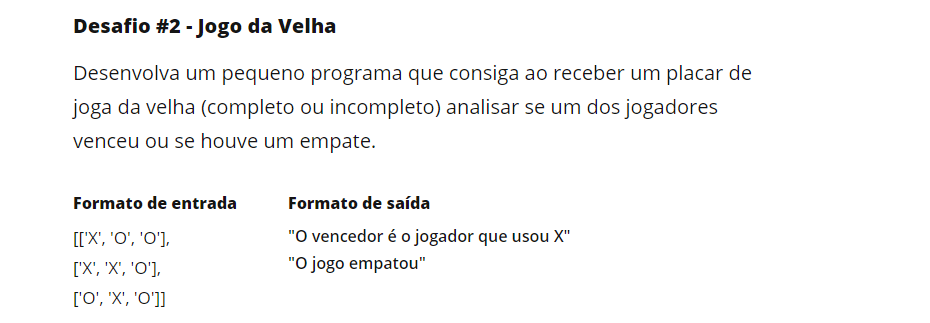 Desafio #2 - Jogo da Velha
Desenvolva um pequeno programa que consiga ao receber um placar de
joga da velha (completo ou incompleto) analisar se um dos jogadores
venceu ou se houve um empate.
Formato de entrada
[['X', 'O', 'O'],
['X', 'X', 'O'],
['O', 'X', 'O']]
Formato de saída
"O vencedor é o jogador que usou X"
"O jogo empatou"